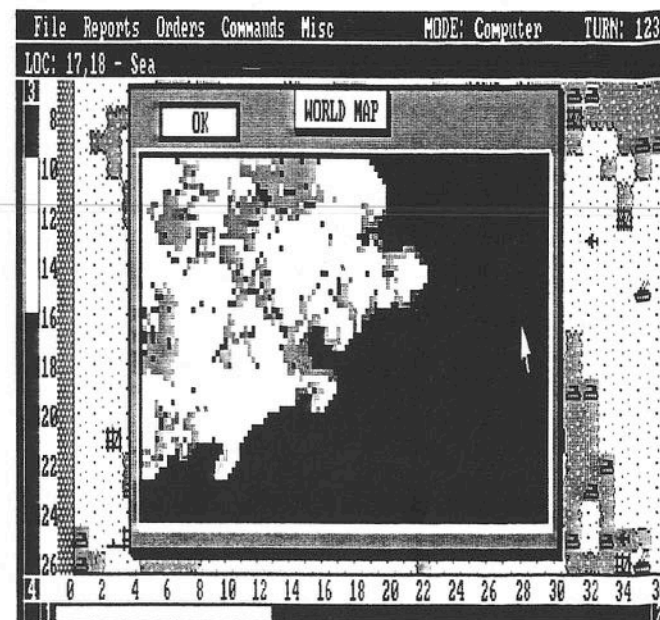 File Reports Orders Commands Misc MODE: Computer TURN: 123
LOC: 17,18 - Sea
OK
WORLD MAP
8
10
12
14
16
18
20
22
24
26
0 2 4 6 8 10 12 14 16 18 20 22 24 26 28 30 32 34